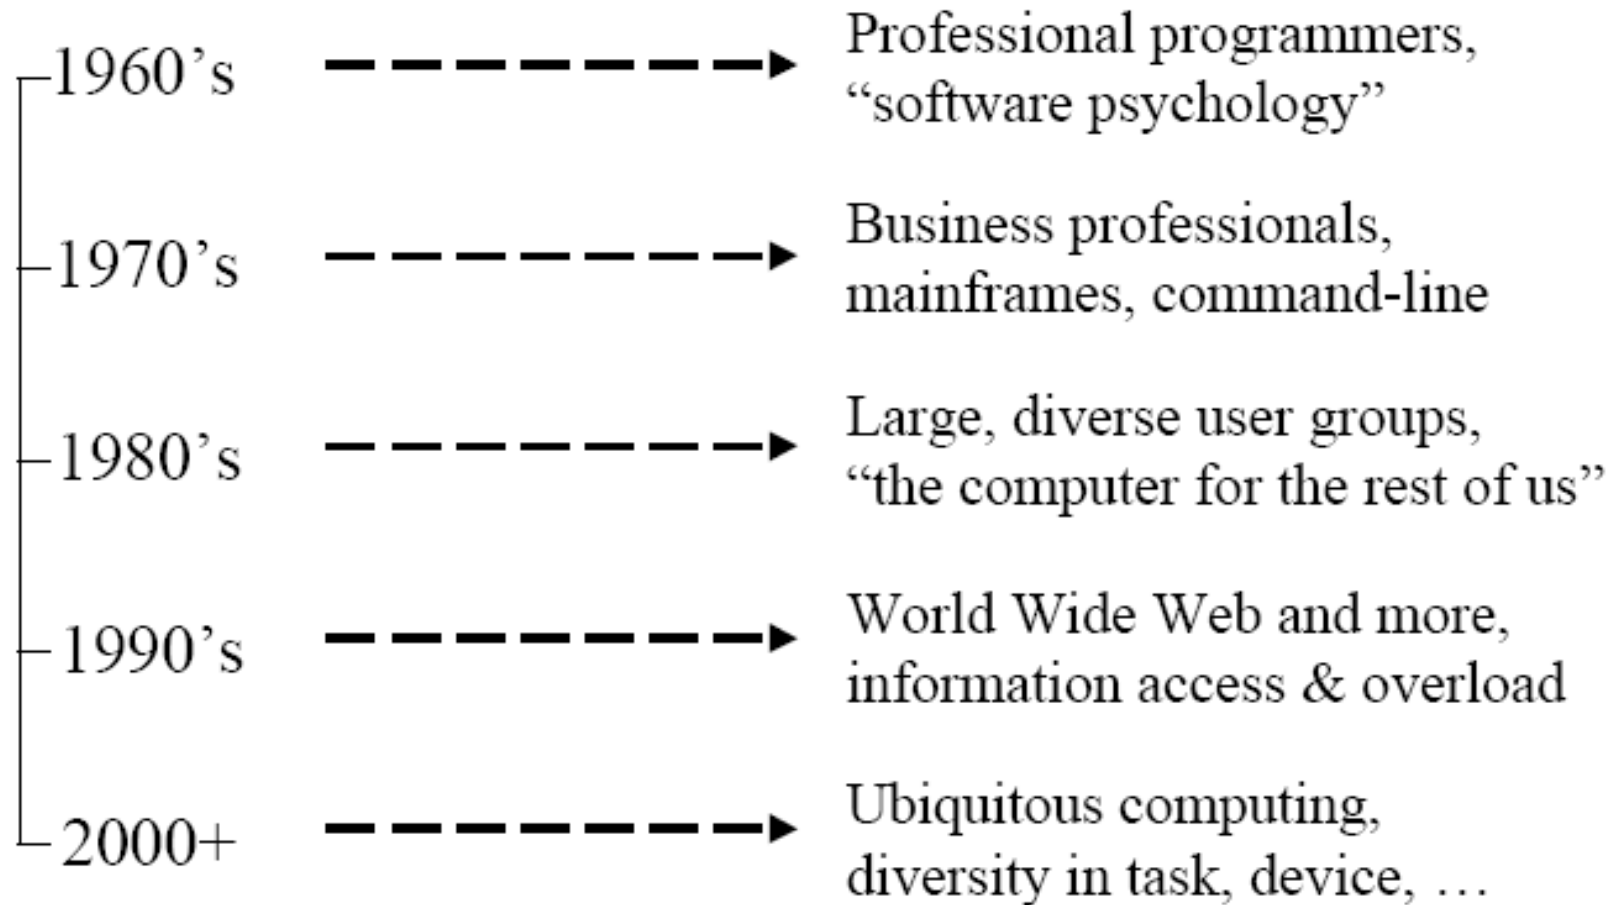 1960’s
Professional programmers,
“software psychology”
1970’s
Business professionals,
mainframes, command-line
1980’s
Large, diverse user groups,
“the computer for the rest of us”
1990’s
World Wide Web and more,
information access & overload
2000+
Ubiquitous computing,
diversity in task, device, …